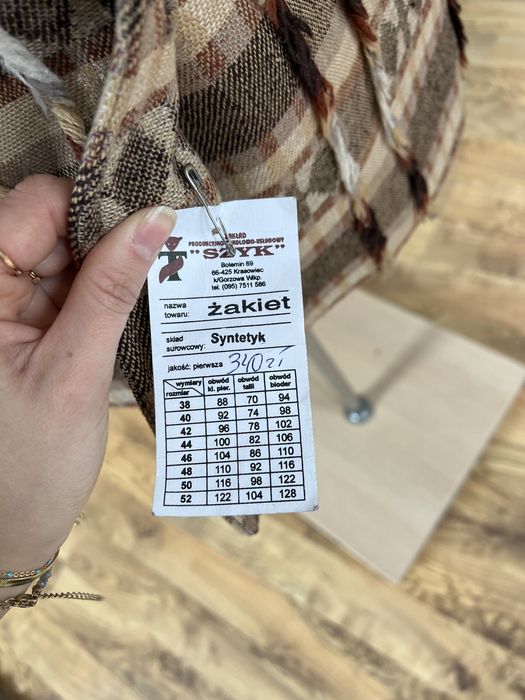 ZAKŁAD
PRODUKCYJNO-HANDLOWO-USŁUGOWY
T "SZYK"
Bolemin 69
66-425 Krasowiec
k/Gorzowa Wlkp.
tel. (095) 7511 586
nazwa towaru: żakiet
skład surowcowy: Syntetyk
jakość: pierwsza 340 zł
wymiary rozmiar obwód kl. pier. obwód talii obwód bioder
38 88 70 94
40 92 74 98
42 96 78 102
44 100 82 106
46 104 86 110
48 110 92 116
50 116 98 122
52 122 104 128